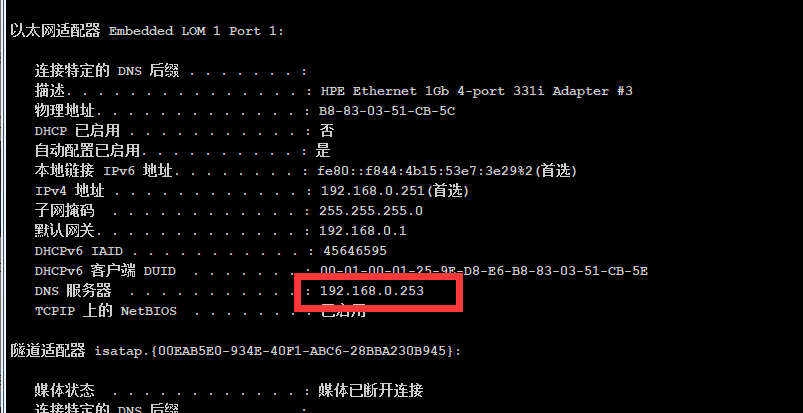 以太网适配器 Embedded LOM 1 Port 1:
连接特定的 DNS 后缀 . . . . . . . :
描述. . . . . . . . . . . . . . . : HPE Ethernet 1Gb 4-port 331i Adapter #3
物理地址. . . . . . . . . . . . . : B8-83-03-51-CB-5C
DHCP 已启用 . . . . . . . . . . . : 否
自动配置已启用. . . . . . . . . . : 是
本地链接 IPv6 地址. . . . . . . . : fe80::f844:4b15:53e7:3e29%2(首选)
IPv4 地址 . . . . . . . . . . . . : 192.168.0.251(首选)
子网掩码  . . . . . . . . . . . . : 255.255.255.0
默认网关. . . . . . . . . . . . . : 192.168.0.1
DHCPv6 IAID . . . . . . . . . . . : 45646595
DHCPv6 客户端 DUID  . . . . . . . : 00-01-00-01-25-9E-D8-E6-B8-83-03-51-CB-5E
DNS 服务器  . . . . . . . . . . . : 192.168.0.253
TCPIP 上的 NetBIOS  . . . . . . . : 已启用
隧道适配器 isatap.{00EAB5E0-934E-40F1-ABC6-28BBA230B945}:
媒体状态  . . . . . . . . . . . . : 媒体已断开连接
连接特定的 DNS 后缀 . . . . . . . :